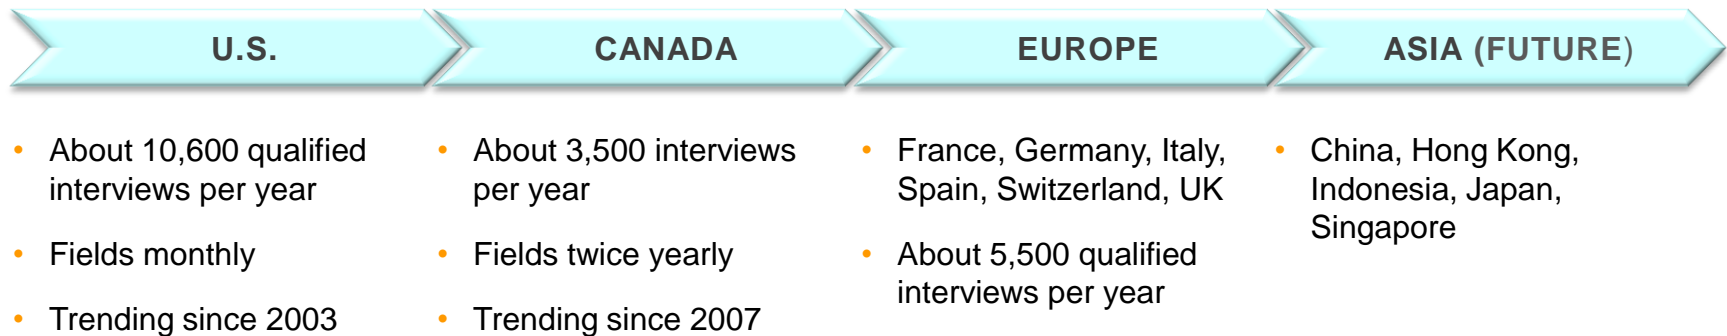 U.S.
CANADA
EUROPE
ASIA (FUTURE)
• About 10,600 qualified
interviews per year
• Fields monthly
• Trending since 2003
• About 3,500 interviews
per year
• Fields twice yearly
• Trending since 2007
• France, Germany, Italy,
Spain, Switzerland, UK
• About 5,500 qualified
interviews per year
• China, Hong Kong,
Indonesia, Japan,
Singapore